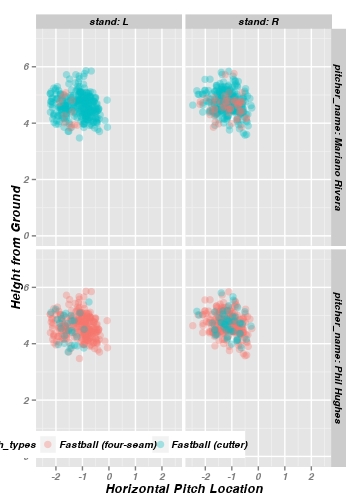 stand: L
stand: R
6
4
2
0
pitcher_name: Mariano Rivera
Height from Ground
6
4
2
pitcher_name: Phil Hughes
h_types Fastball (four-seam) Fastball (cutter)
-2 -1 0 1 2 -2 -1 0 1 2
Horizontal Pitch Location